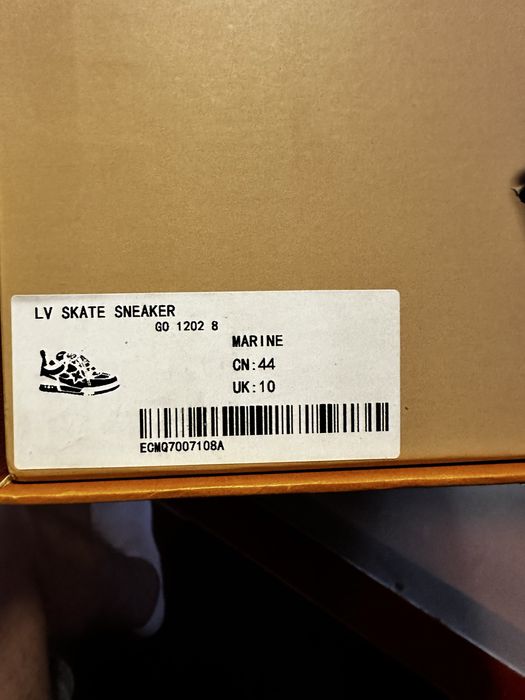 LV SKATE SNEAKER
GO 1202 8
MARINE
CN:44
UK:10
ECMQ7007108A